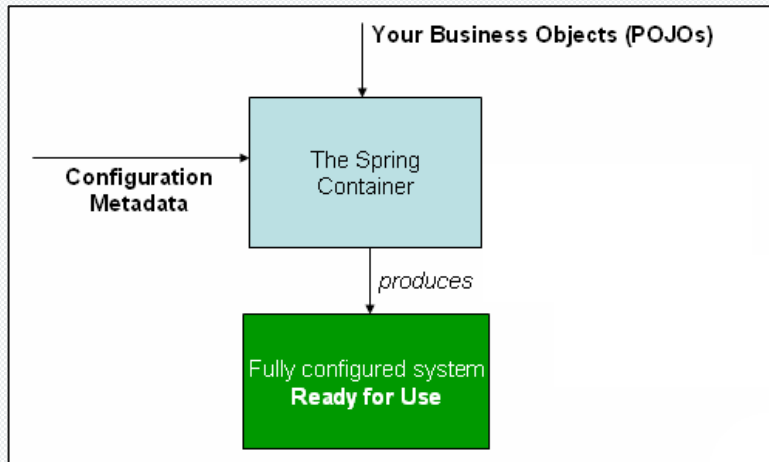 Your Business Objects (POJOs)
The Spring
Container
Configuration
Metadata
produces
Fully configured system
Ready for Use